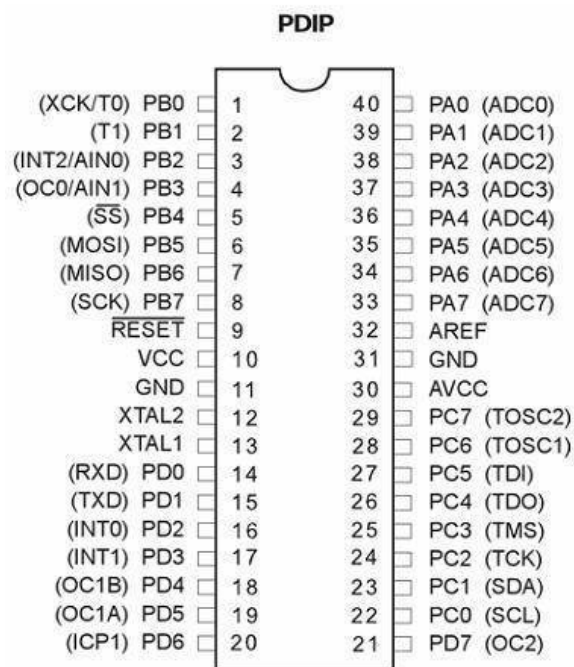 PDIP
(XCK/T0) PB0 1 40 PA0 (ADC0)
(T1) PB1 2 39 PA1 (ADC1)
(INT2/AIN0) PB2 3 38 PA2 (ADC2)
(OC0/AIN1) PB3 4 37 PA3 (ADC3)
(SS) PB4 5 36 PA4 (ADC4)
(MOSI) PB5 6 35 PA5 (ADC5)
(MISO) PB6 7 34 PA6 (ADC6)
(SCK) PB7 8 33 PA7 (ADC7)
RESET 9 32 AREF
VCC 10 31 GND
GND 11 30 AVCC
XTAL2 12 29 PC7 (TOSC2)
XTAL1 13 28 PC6 (TOSC1)
(RXD) PD0 14 27 PC5 (TDI)
(TXD) PD1 15 26 PC4 (TDO)
(INT0) PD2 16 25 PC3 (TMS)
(INT1) PD3 17 24 PC2 (TCK)
(OC1B) PD4 18 23 PC1 (SDA)
(OC1A) PD5 19 22 PC0 (SCL)
(ICP1) PD6 20 21 PD7 (OC2)